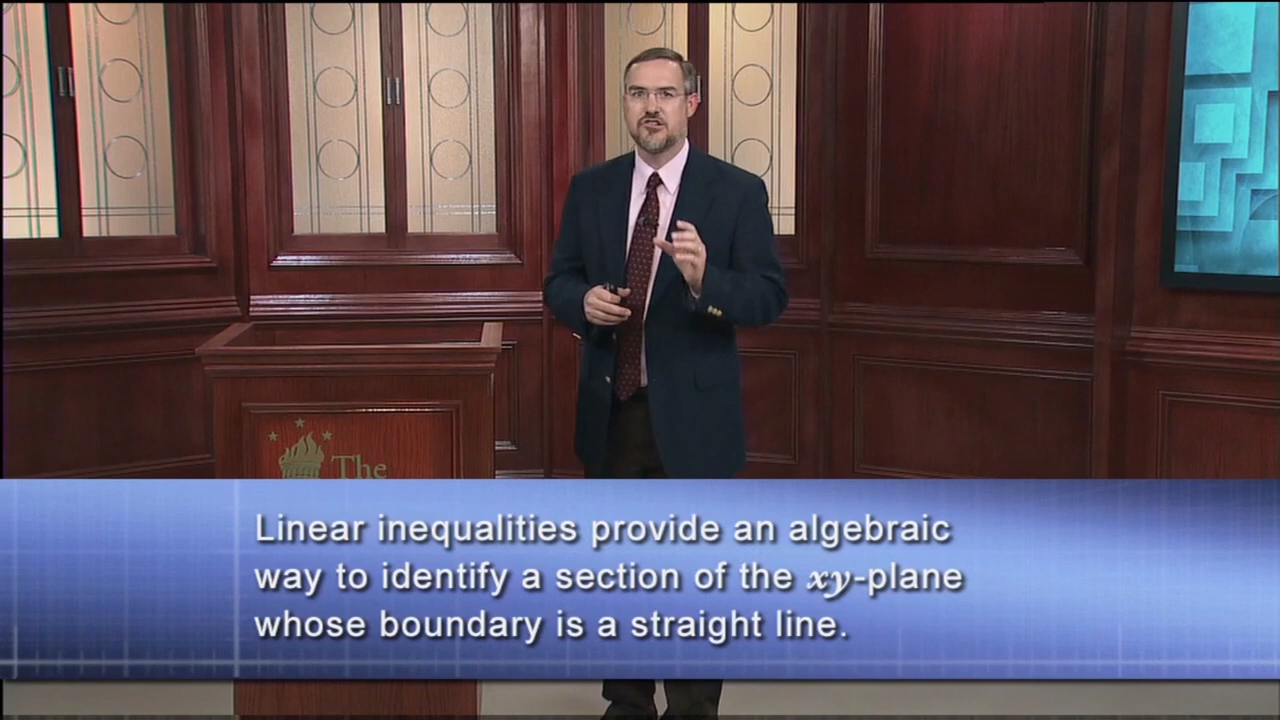 The
Linear inequalities provide an algebraic
way to identify a section of the xy-plane
whose boundary is a straight line.